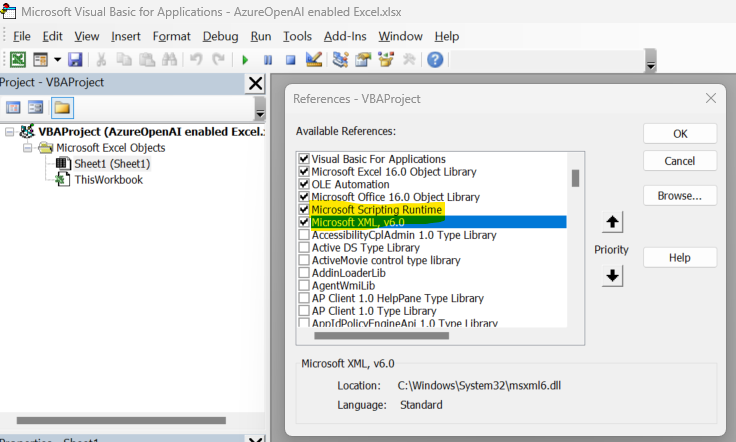 Microsoft Visual Basic for Applications - AzureOpenAI enabled Excel.xlsx
File Edit View Insert Format Debug Run Tools Add-Ins Window Help
Project - VBAProject
VBAProject (AzureOpenAI enabled Excel.
Microsoft Excel Objects
Sheet1 (Sheet1)
ThisWorkbook
References - VBAProject
Available References:
Visual Basic For Applications
Microsoft Excel 16.0 Object Library
OLE Automation
Microsoft Office 16.0 Object Library
Microsoft Scripting Runtime
Microsoft XML, v6.0
AccessibilityCplAdmin 1.0 Type Library
Active DS Type Library
ActiveMovie control type library
AddinLoaderLib
AgentWmiLib
AP Client 1.0 HelpPane Type Library
AP Client 1.0 Type Library
AppIdPolicyEngineApi 1.0 Type Library
OK
Cancel
Browse...
Priority
Help
Microsoft XML, v6.0
Location: C:\Windows\System32\msxml6.dll
Language: Standard
Properties - Sheet1